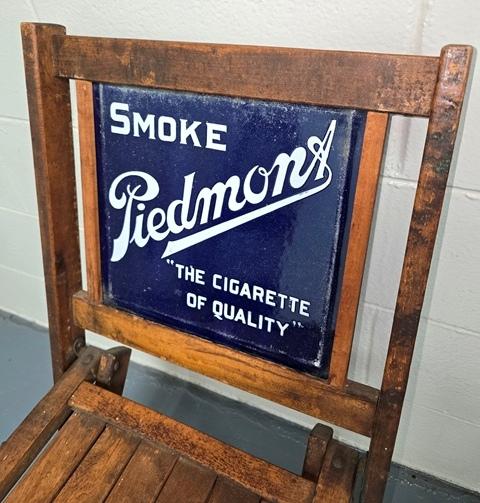 SMOKE
Piedmont
"THE CIGARETTE
OF QUALITY"